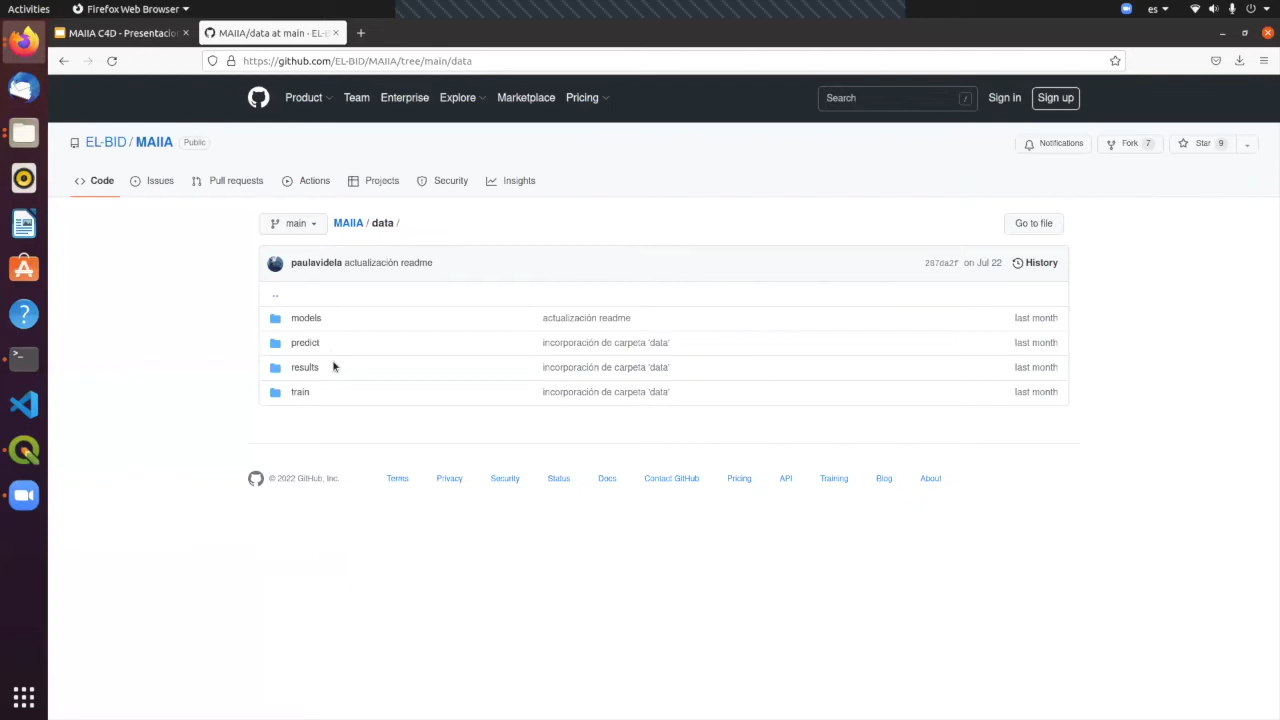 Activities Firefox Web Browser es
MAIIA C4D - Presentacion MAIIA/data at main · EL-B
https://github.com/EL-BID/MAIIA/tree/main/data
Product Team Enterprise Explore Marketplace Pricing Search / Sign in Sign up
EL-BID / MAIIA Public Notifications Fork 7 Star 9
Code Issues Pull requests Actions Projects Security Insights
main MAIIA / data / Go to file
paulavidela actualización readme 287da2f on Jul 22 History
..
models actualización readme last month
predict incorporación de carpeta 'data' last month
results incorporación de carpeta 'data' last month
train incorporación de carpeta 'data' last month
© 2022 GitHub, Inc. Terms Privacy Security Status Docs Contact GitHub Pricing API Training Blog About